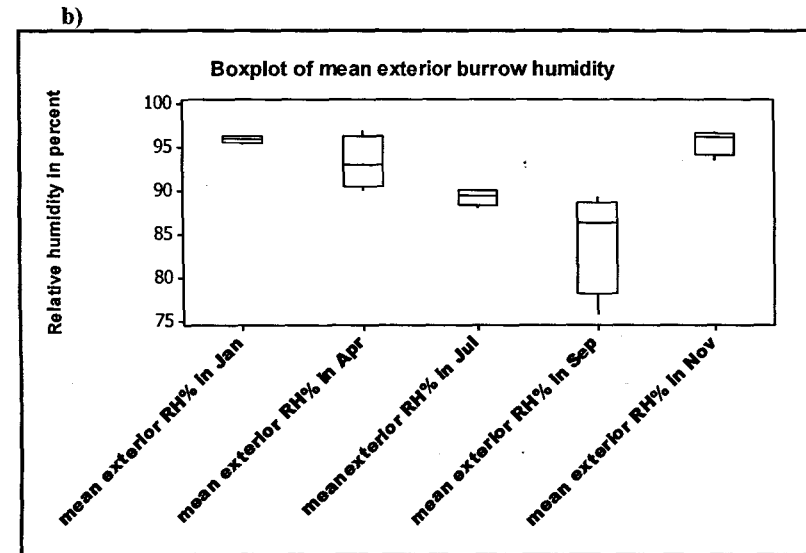 b)
Boxplot of mean exterior burrow humidity
Relative humidity in percent
100
95
90
85
80
75
mean exterior RH% in Jan
mean exterior RH% in Apr
meanexterior RH% in Jul
mean exterior RH% in Sep
mean exterior RH% in Nov